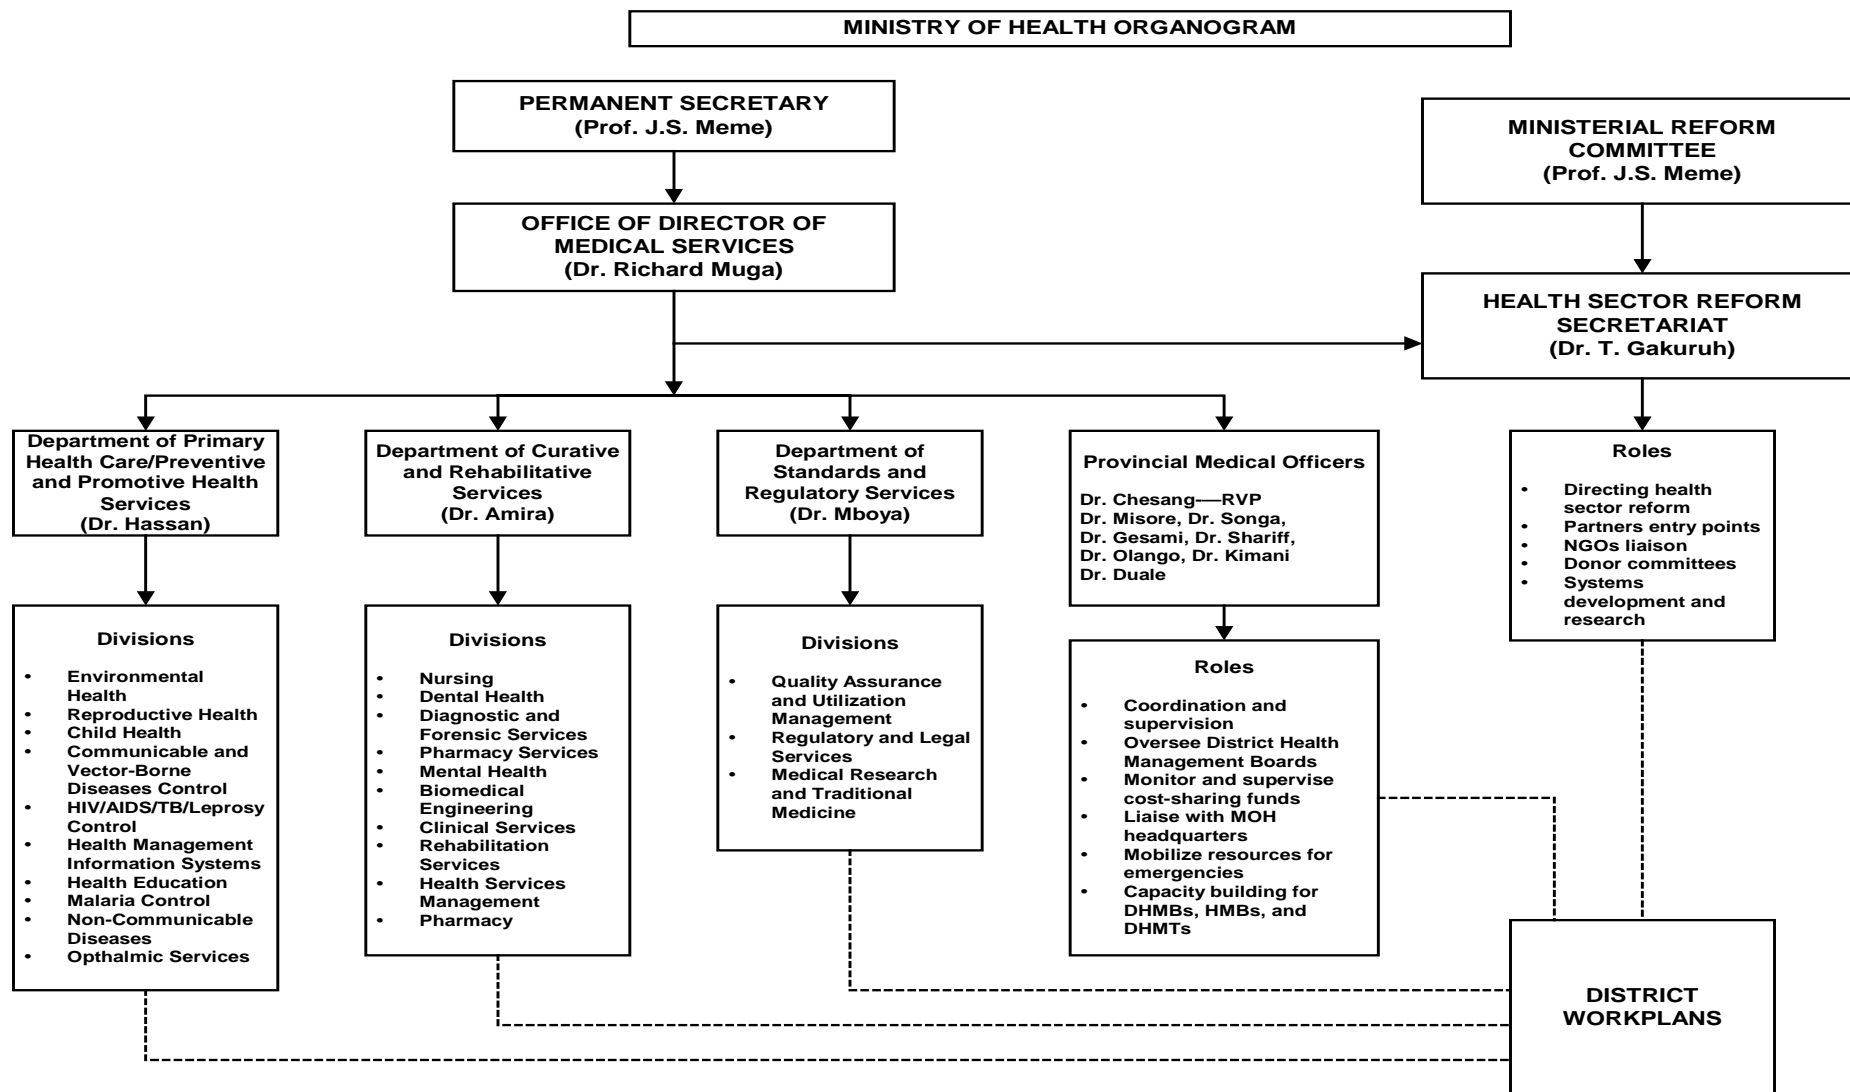 MINISTRY OF HEALTH ORGANOGRAM
PERMANENT SECRETARY
(Prof. J.S. Meme)
MINISTERIAL REFORM
COMMITTEE
(Prof. J.S. Meme)
OFFICE OF DIRECTOR OF
MEDICAL SERVICES
(Dr. Richard Muga)
HEALTH SECTOR REFORM
SECRETARIAT
(Dr. T. Gakuruh)
Department of Primary
Health Care/Preventive
and Promotive Health
Services
(Dr. Hassan)
Department of Curative
and Rehabilitative
Services
(Dr. Amira)
Department of
Standards and
Regulatory Services
(Dr. Mboya)
Provincial Medical Officers
Dr. Chesang-—RVP
Dr. Misore, Dr. Songa,
Dr. Gesami, Dr. Shariff,
Dr. Olango, Dr. Kimani
Dr. Duale
Roles
• Directing health
sector reform
• Partners entry points
• NGOs liaison
• Donor committees
• Systems
development and
research
Divisions
• Environmental
Health
• Reproductive Health
• Child Health
• Communicable and
Vector-Borne
Diseases Control
• HIV/AIDS/TB/Leprosy
Control
• Health Management
Information Systems
• Health Education
• Malaria Control
• Non-Communicable
Diseases
• Opthalmic Services
Divisions
• Nursing
• Dental Health
• Diagnostic and
Forensic Services
• Pharmacy Services
• Mental Health
• Biomedical
Engineering
• Clinical Services
• Rehabilitation
Services
• Health Services
Management
• Pharmacy
Divisions
• Quality Assurance
and Utilization
Management
• Regulatory and Legal
Services
• Medical Research
and Traditional
Medicine
Roles
• Coordination and
supervision
• Oversee District Health
Management Boards
• Monitor and supervise
cost-sharing funds
• Liaise with MOH
headquarters
• Mobilize resources for
emergencies
• Capacity building for
DHMBs, HMBs, and
DHMTs
DISTRICT
WORKPLANS